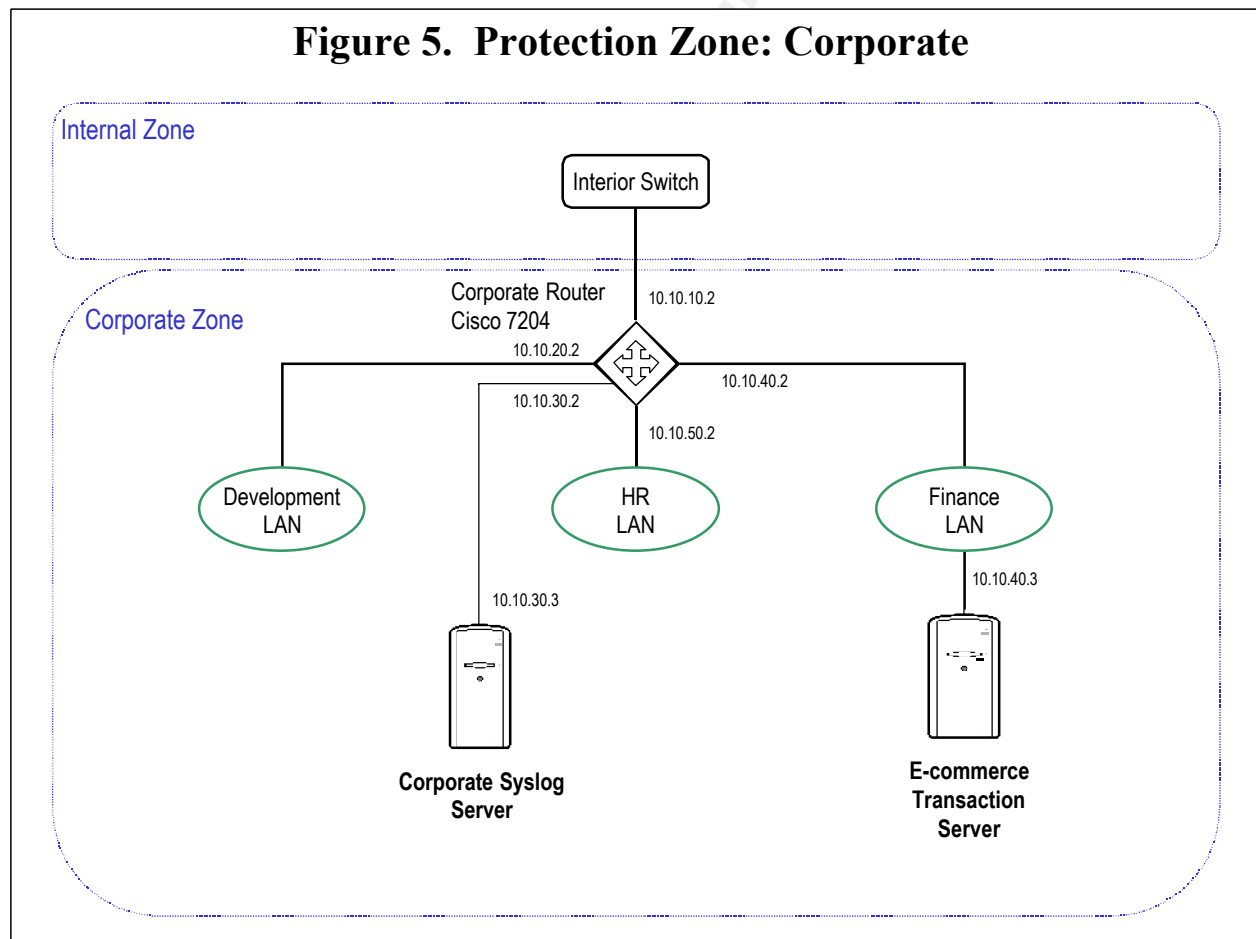 Figure 5. Protection Zone: Corporate
Internal Zone
Interior Switch
Corporate Router
Cisco 7204
10.10.10.2
Corporate Zone
10.10.20.2
10.10.40.2
10.10.30.2
10.10.50.2
Development
LAN
HR
LAN
Finance
LAN
10.10.40.3
10.10.30.3
Corporate Syslog
Server
E-commerce
Transaction
Server